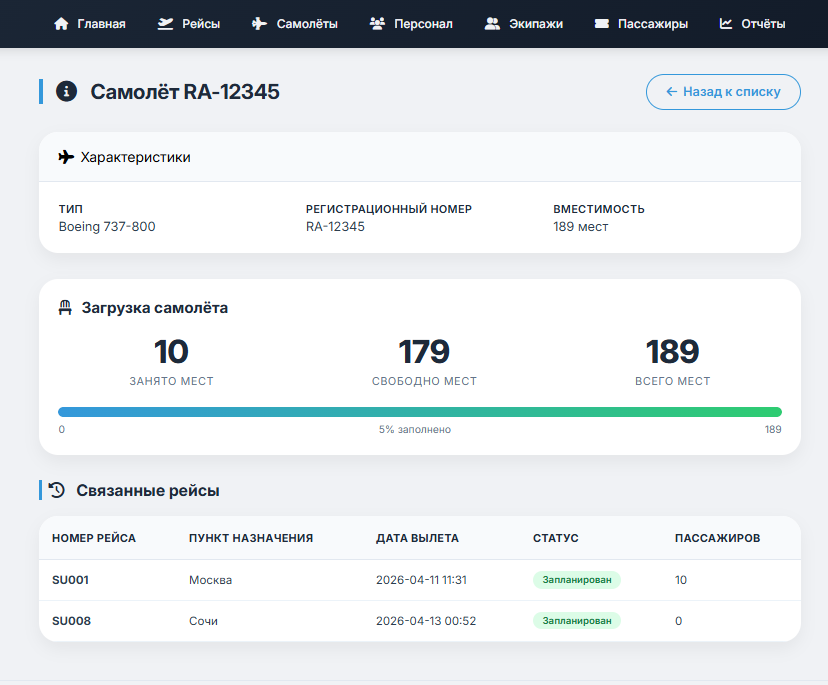 Главная Рейсы Самолёты Персонал Экипажи Пассажиры Отчёты
Самолёт RA-12345
← Назад к списку
Характеристики
ТИП РЕГИСТРАЦИОННЫЙ НОМЕР ВМЕСТИМОСТЬ
Boeing 737-800 RA-12345 189 мест
Загрузка самолёта
10 179 189
ЗАНЯТО МЕСТ СВОБОДНО МЕСТ ВСЕГО МЕСТ
0 5% заполнено 189
Связанные рейсы
НОМЕР РЕЙСА ПУНКТ НАЗНАЧЕНИЯ ДАТА ВЫЛЕТА СТАТУС ПАССАЖИРОВ
SU001 Москва 2026-04-11 11:31 Запланирован 10
SU008 Сочи 2026-04-13 00:52 Запланирован 0